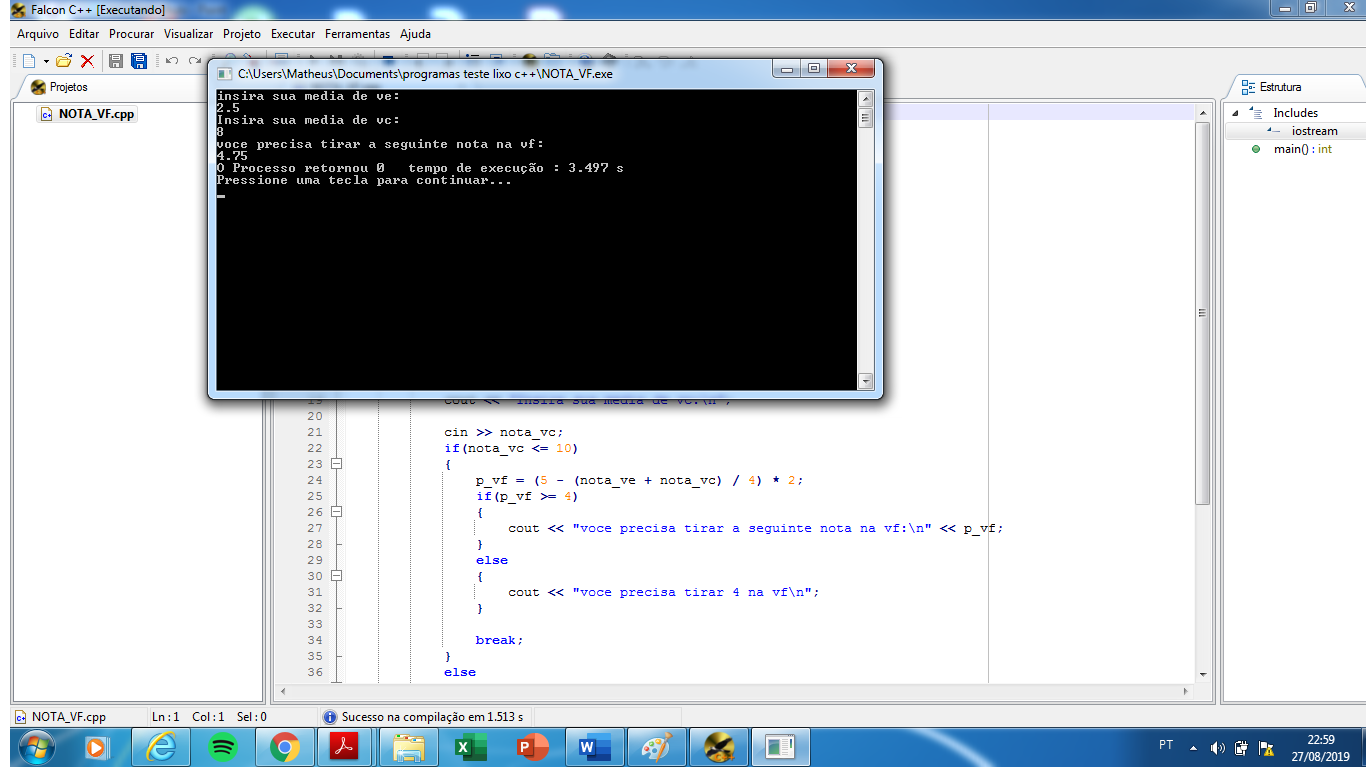 Falcon C++ [Executando]
Arquivo Editar Procurar Visualizar Projeto Executar Ferramentas Ajuda
Projetos
NOTA_VF.cpp
C:\Users\Matheus\Documents\programas teste lixo c++\NOTA_VF.exe
insira sua media de ve:
2.5
Insira sua media de vc:
8
voce precisa tirar a seguinte nota na vf:
4.75
O Processo retornou 0   tempo de execução : 3.497 s
Pressione uma tecla para continuar...
Estrutura
Includes
iostream
main() : int
19 cout << "Insira sua media de vc:\n";
20
21 cin >> nota_vc;
22 if(nota_vc <= 10)
23 {
24 p_vf = (5 - (nota_ve + nota_vc) / 4) * 2;
25 if(p_vf >= 4)
26 {
27 cout << "voce precisa tirar a seguinte nota na vf:\n" << p_vf;
28 }
29 else
30 {
31 cout << "voce precisa tirar 4 na vf\n";
32 }
33
34 break;
35 }
36 else
NOTA_VF.cpp Ln : 1 Col : 1 Sel : 0 Sucesso na compilação em 1.513 s
PT
22:59
27/08/2019